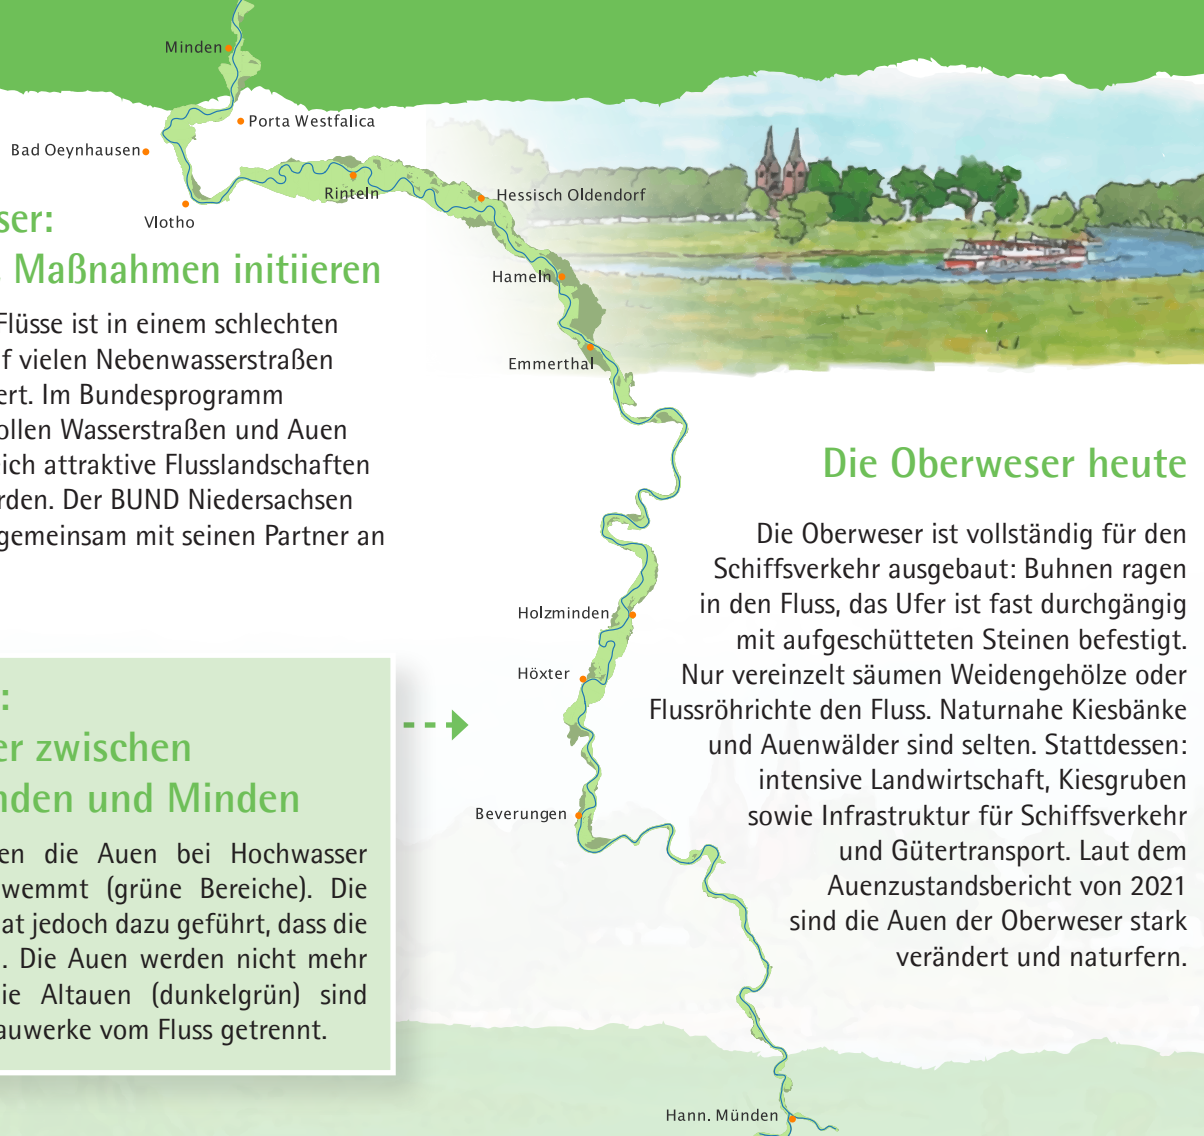 Minden
Porta Westfalica
Bad Oeynhausen
Rinteln
Hessisch Oldendorf
Vlotho
Hameln
Emmerthal
ser:
Maßnahmen initiieren
Flüsse ist in einem schlechten
f vielen Nebenwasserstraßen
ert. Im Bundesprogramm
ollen Wasserstraßen und Auen
ich attraktive Flusslandschaften
rden. Der BUND Niedersachsen
gemeinsam mit seinen Partner an
Die Oberweser heute
Die Oberweser ist vollständig für den
Schiffsverkehr ausgebaut: Buhnen ragen
in den Fluss, das Ufer ist fast durchgängig
mit aufgeschütteten Steinen befestigt.
Nur vereinzelt säumen Weidengehölze oder
Flussröhrichte den Fluss. Naturnahe Kiesbänke
und Auenwälder sind selten. Stattdessen:
intensive Landwirtschaft, Kiesgruben
sowie Infrastruktur für Schiffsverkehr
und Gütertransport. Laut dem
Auenzustandsbericht von 2021
sind die Auen der Oberweser stark
verändert und naturfern.
Holzminden
Höxter
Beverungen
Hann. Münden
:
er zwischen
nden und Minden
en die Auen bei Hochwasser
wemmt (grüne Bereiche). Die
at jedoch dazu geführt, dass die
. Die Auen werden nicht mehr
ie Altauen (dunkelgrün) sind
auwerke vom Fluss getrennt.